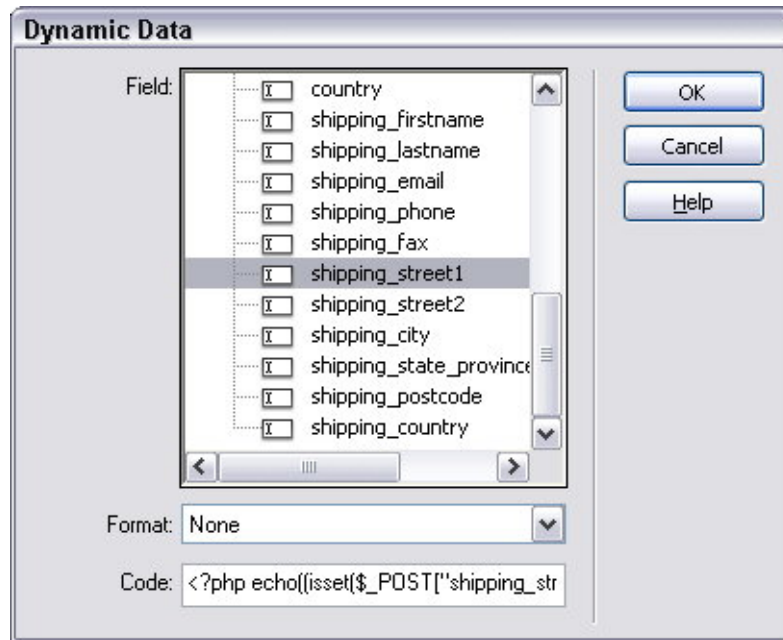 Dynamic Data
Field:
country
shipping_firstname
shipping_lastname
shipping_email
shipping_phone
shipping_fax
shipping_street1
shipping_street2
shipping_city
shipping_state_province
shipping_postcode
shipping_country
OK
Cancel
Help
Format: None
Code: <?php echo((isset($_POST["shipping_str